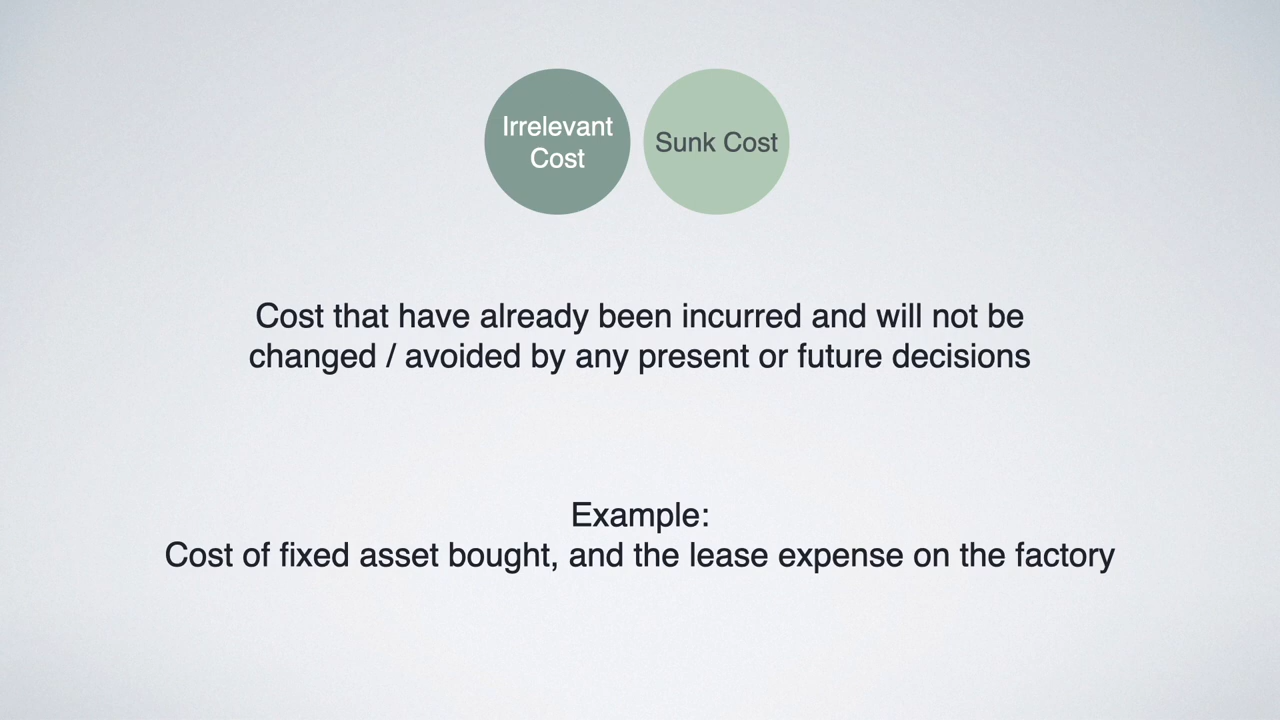 Irrelevant
Cost
Sunk Cost
Cost that have already been incurred and will not be
changed / avoided by any present or future decisions
Example:
Cost of fixed asset bought, and the lease expense on the factory